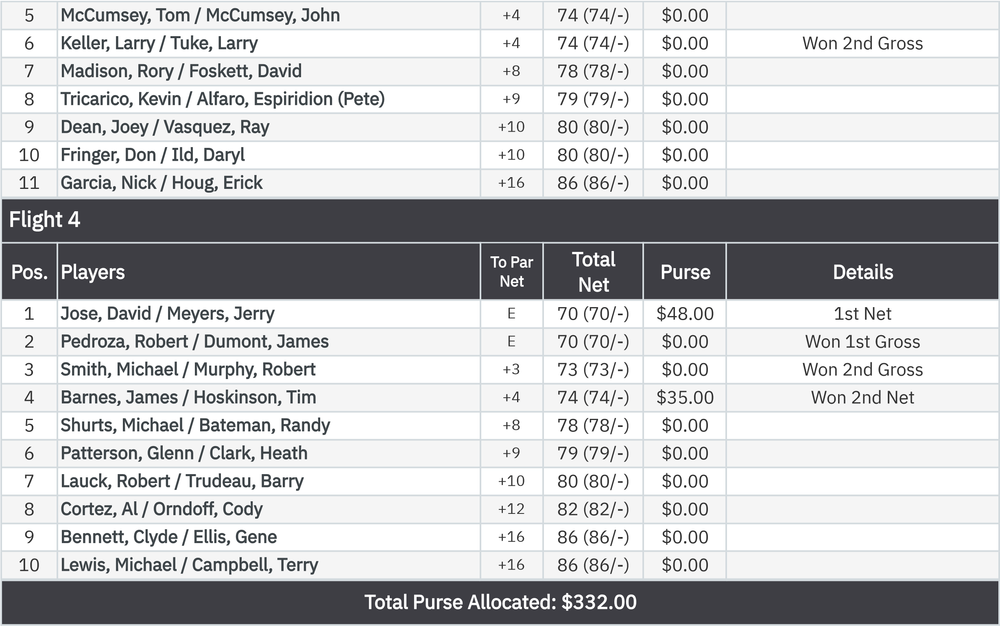 5 McCumsey, Tom / McCumsey, John +4 74 (74/-) $0.00
6 Keller, Larry / Tuke, Larry +4 74 (74/-) $0.00 Won 2nd Gross
7 Madison, Rory / Foskett, David +8 78 (78/-) $0.00
8 Tricarico, Kevin / Alfaro, Espiridion (Pete) +9 79 (79/-) $0.00
9 Dean, Joey / Vasquez, Ray +10 80 (80/-) $0.00
10 Fringer, Don / Ild, Daryl +10 80 (80/-) $0.00
11 Garcia, Nick / Houg, Erick +16 86 (86/-) $0.00
Flight 4
Pos. Players To Par Net Total Net Purse Details
1 Jose, David / Meyers, Jerry E 70 (70/-) $48.00 1st Net
2 Pedroza, Robert / Dumont, James E 70 (70/-) $0.00 Won 1st Gross
3 Smith, Michael / Murphy, Robert +3 73 (73/-) $0.00 Won 2nd Gross
4 Barnes, James / Hoskinson, Tim +4 74 (74/-) $35.00 Won 2nd Net
5 Shurts, Michael / Bateman, Randy +8 78 (78/-) $0.00
6 Patterson, Glenn / Clark, Heath +9 79 (79/-) $0.00
7 Lauck, Robert / Trudeau, Barry +10 80 (80/-) $0.00
8 Cortez, Al / Orndoff, Cody +12 82 (82/-) $0.00
9 Bennett, Clyde / Ellis, Gene +16 86 (86/-) $0.00
10 Lewis, Michael / Campbell, Terry +16 86 (86/-) $0.00
Total Purse Allocated: $332.00